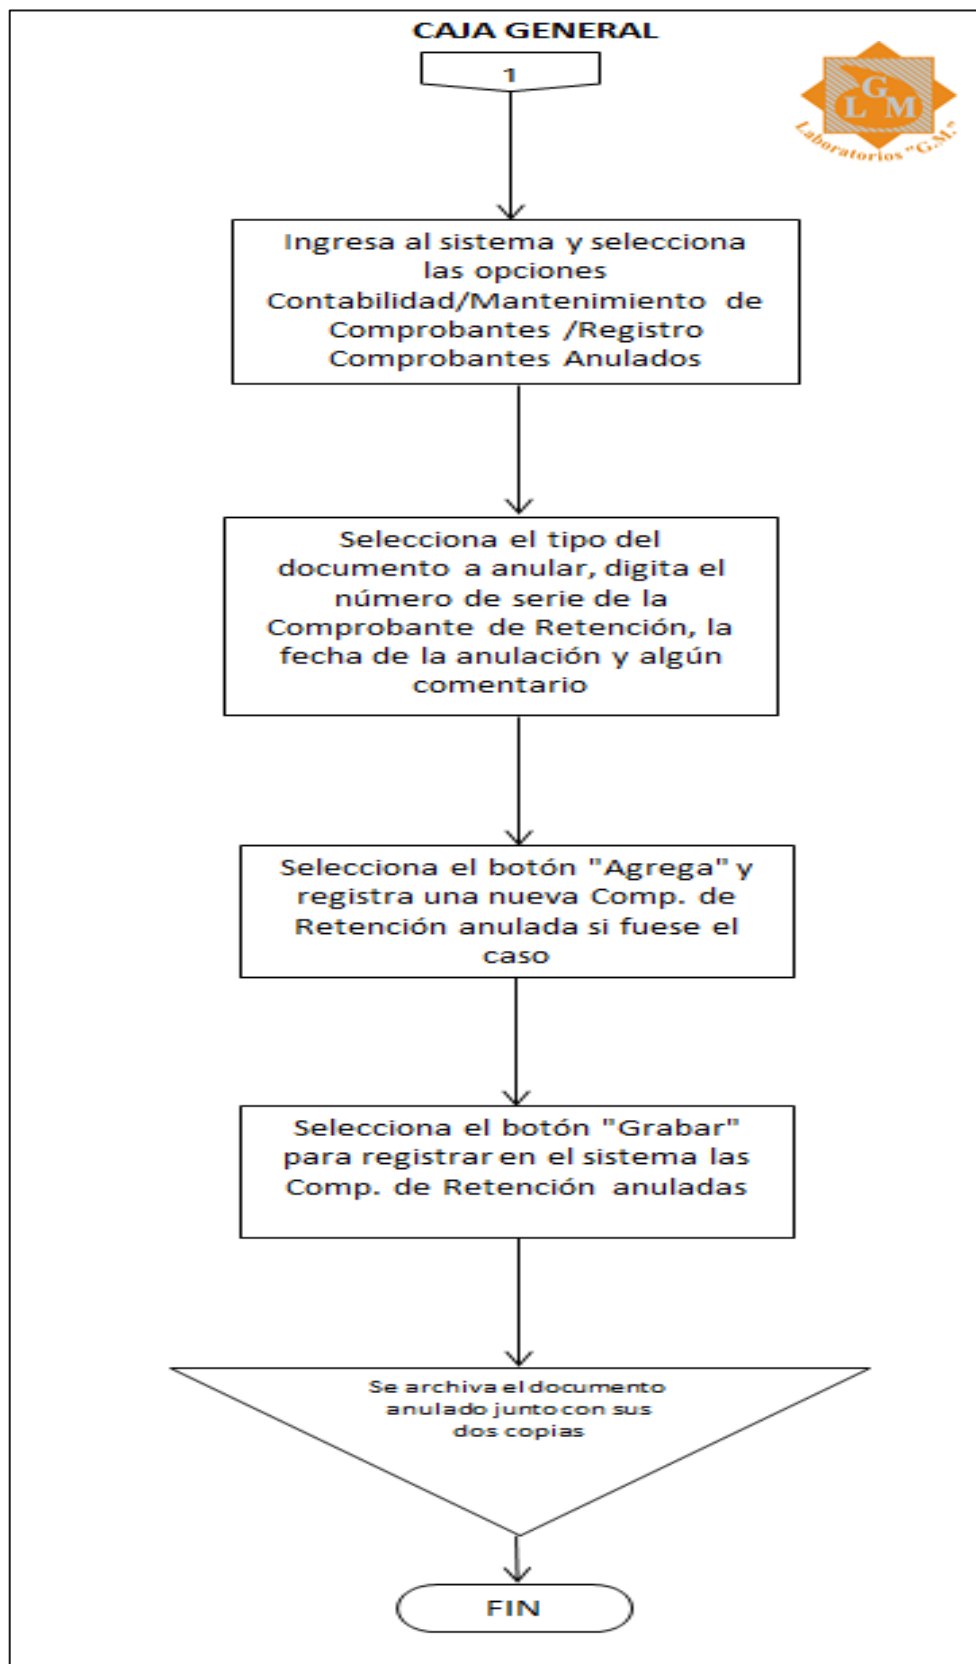 CAJA GENERAL
1
G
L M
Laboratorios "G.M."
Ingresa al sistema y selecciona
las opciones
Contabilidad/Mantenimiento de
Comprobantes /Registro
Comprobantes Anulados
Selecciona el tipo del
documento a anular, digita el
número de serie de la
Comprobante de Retención, la
fecha de la anulación y algún
comentario
Selecciona el botón "Agrega" y
registra una nueva Comp. de
Retención anulada si fuese el
caso
Selecciona el botón "Grabar"
para registrar en el sistema las
Comp. de Retención anuladas
Se archiva el documento
anulado junto con sus
dos copias
FIN